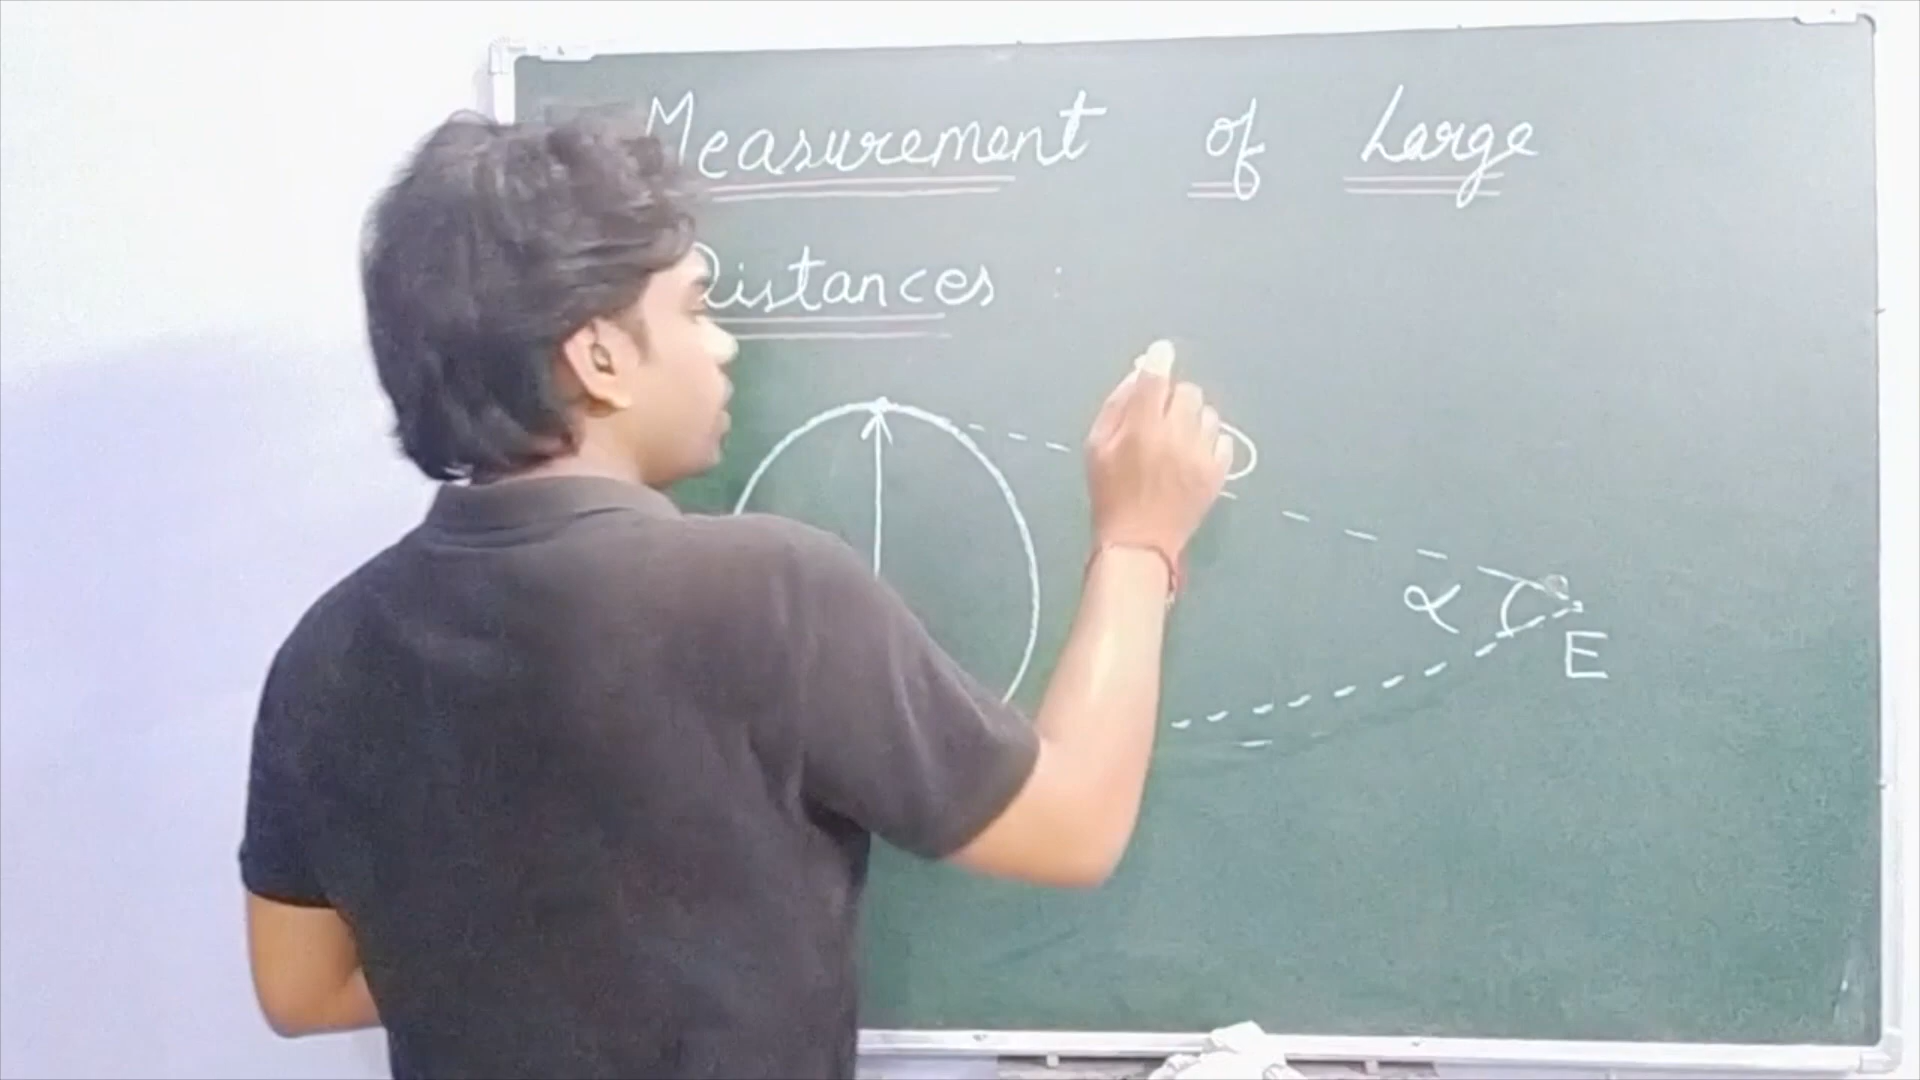 Measurement of Large
Distances :
D
α
E